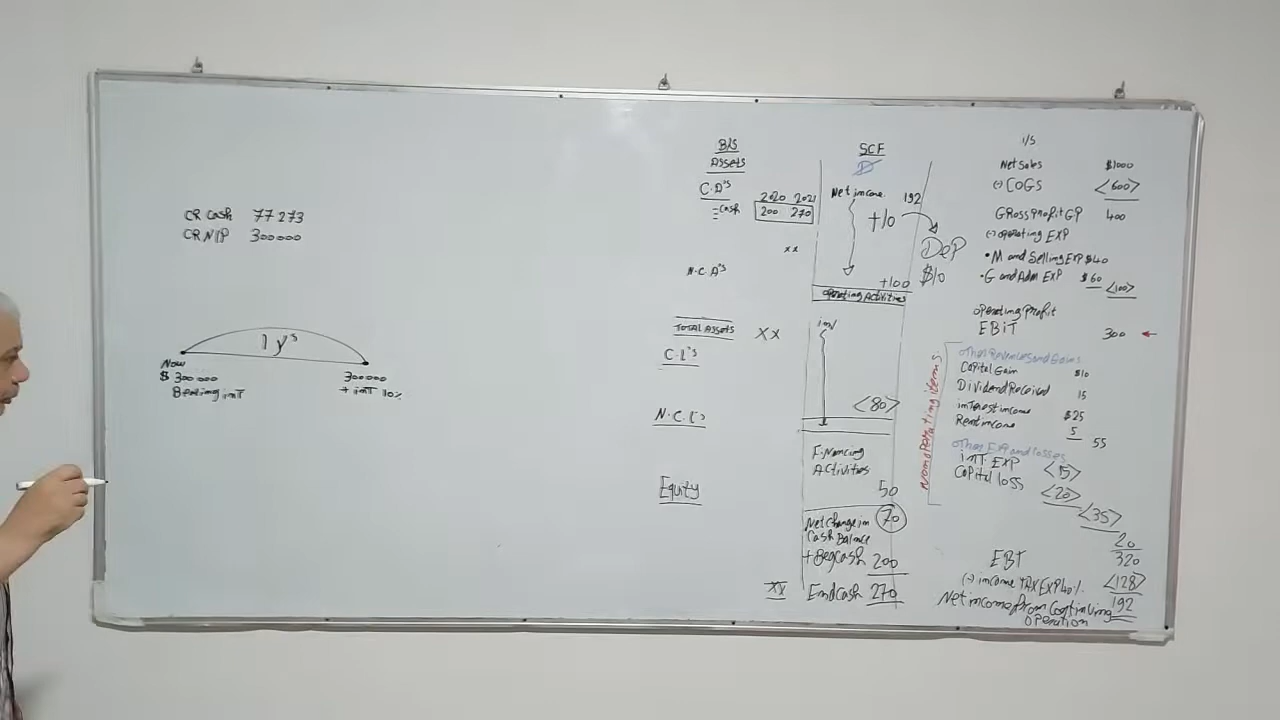 CR Cash 77 273
CR N/P 300 000
1 y's
Now
$ 300 000
Bearing inT
300 000
+ inT 10%
B/S
Assets
C.D's
2020 2021
Cash
200 270
xx
N.C.A's
Total Assets XX
C.L's
N.C.L's
Equity
XX
SCF
D
Net income 192
+10
+100
Operating Activities
inv
<80>
Financing
Activities
50
Net change in 70
Cash Balance
+ Beg cash 200
End cash 270
DeP
$10
I/S
Net Sales $1000
(-) COGS <600>
Gross Profit GP 400
(-) operating EXP
• M and Selling EXP $40
• G and Adm EXP $60 <100>
operating Profit
EBiT 300
nonoperating items
other Revenues and Gains
Capital Gain $10
Dividend Received 15
interest income $25
Rent income 5
55
other EXP and Losses
inT EXP <15>
Capital loss <20>
<35>
20
EBT 320
(-) income TAX EXP 40% <128>
Net income From Continuing 192
operation